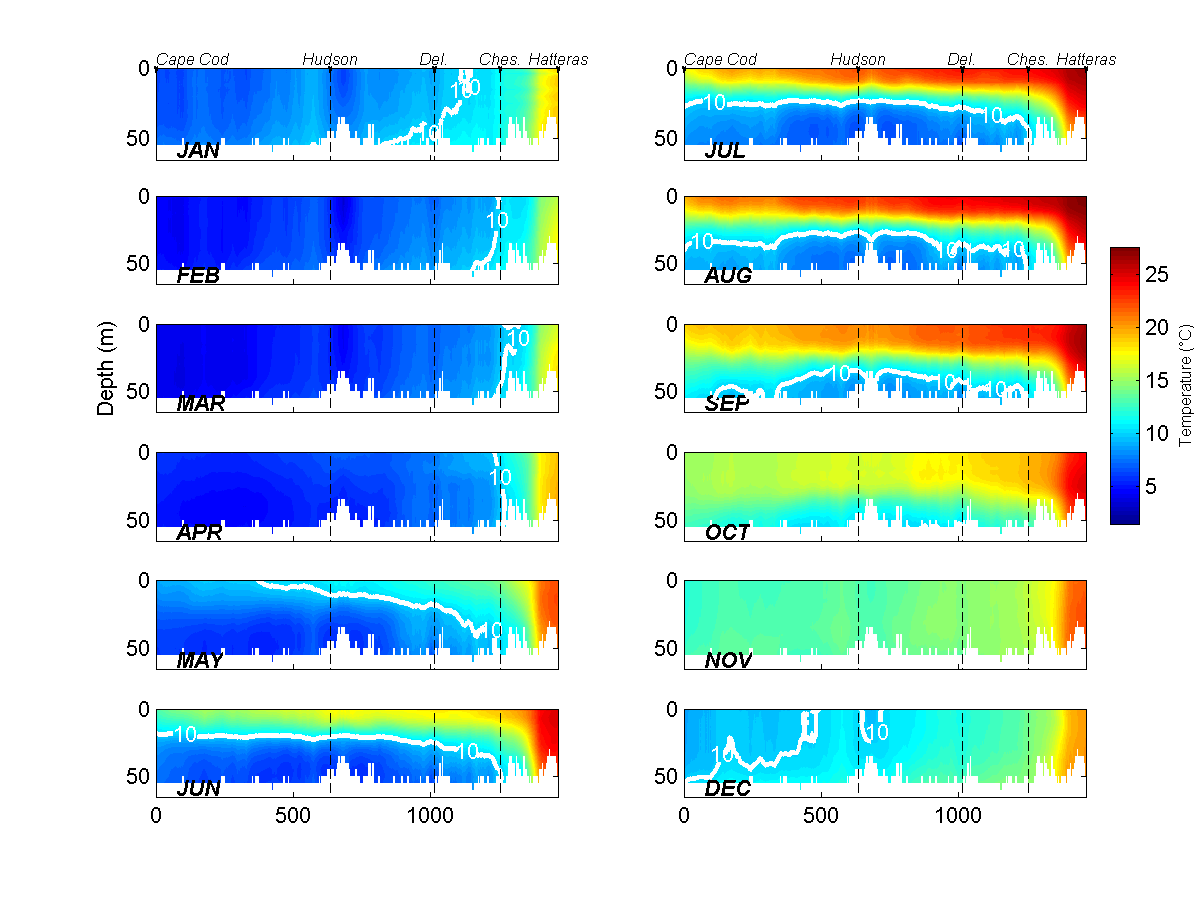 Cape Cod Hudson Del. Ches. Hatteras
Cape Cod Hudson Del. Ches. Hatteras
0
50
10
10
10
JAN
0
50
10
10
JUL
0
50
10
FEB
0
50
10
10
10
AUG
25
20
15
10
5
Temperature (°C)
Depth (m)
0
50
10
MAR
0
50
10
10
10
SEP
0
50
10
APR
0
50
OCT
0
50
10
MAY
0
50
NOV
0
50
10
10
JUN
0 500 1000
0
50
10
10
DEC
0 500 1000